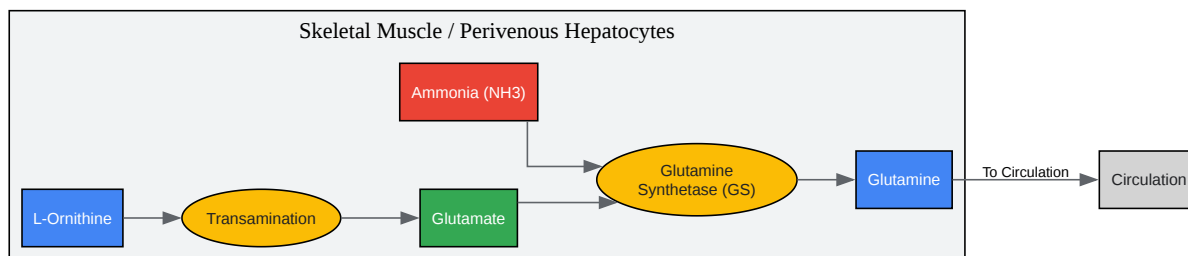 Skeletal Muscle / Perivenous Hepatocytes
Ammonia (NH3)
L-Ornithine
Transamination
Glutamate
Glutamine
Synthetase (GS)
Glutamine
To Circulation
Circulation